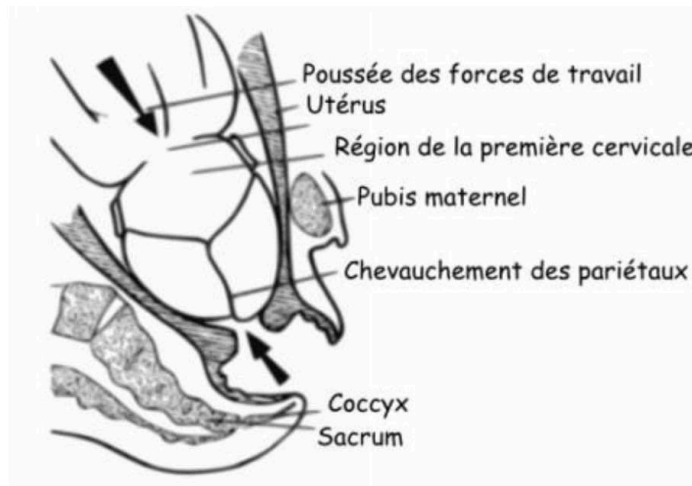 Poussée des forces de travail
Utérus
Région de la première cervicale
Pubis maternel
Chevauchement des pariétaux
Coccyx
Sacrum